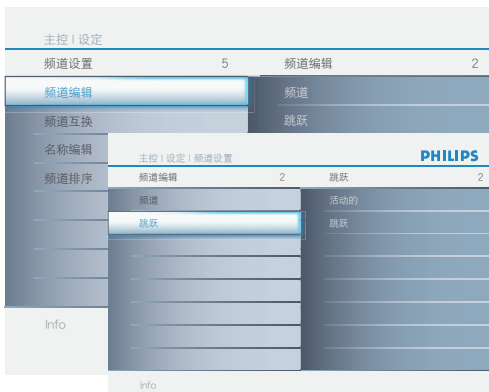 主控 I 设定
频道设置 5 频道编辑 2
频道编辑 频道
频道互换 跳跃
名称编辑
频道排序
Info
主控 I 设定 I 频道设置
PHILIPS
频道编辑 2 跳跃 2
频道 活动的
跳跃 跳跃
Info